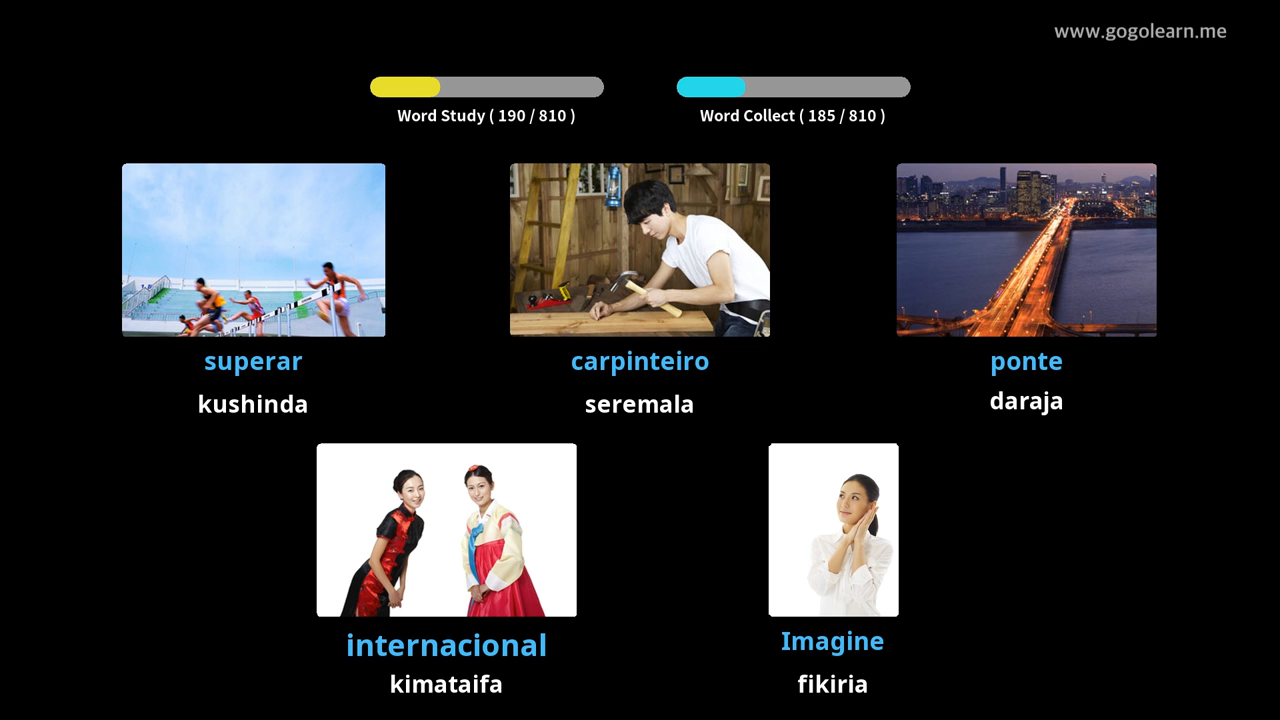 www.gogolearn.me
Word Study ( 190 / 810 )
Word Collect ( 185 / 810 )
superar
kushinda
carpinteiro
seremala
ponte
daraja
internacional
kimataifa
Imagine
fikiria